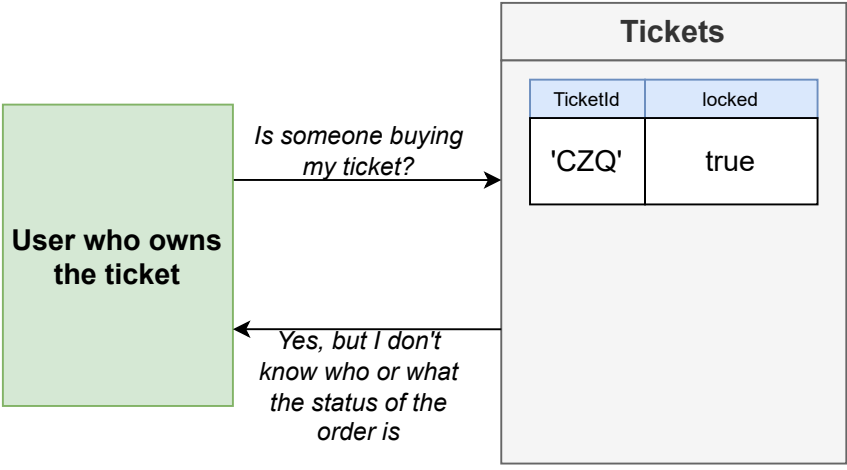 Tickets
TicketId locked
'CZQ' true
Is someone buying
my ticket?
User who owns
the ticket
Yes, but I don't
know who or what
the status of the
order is